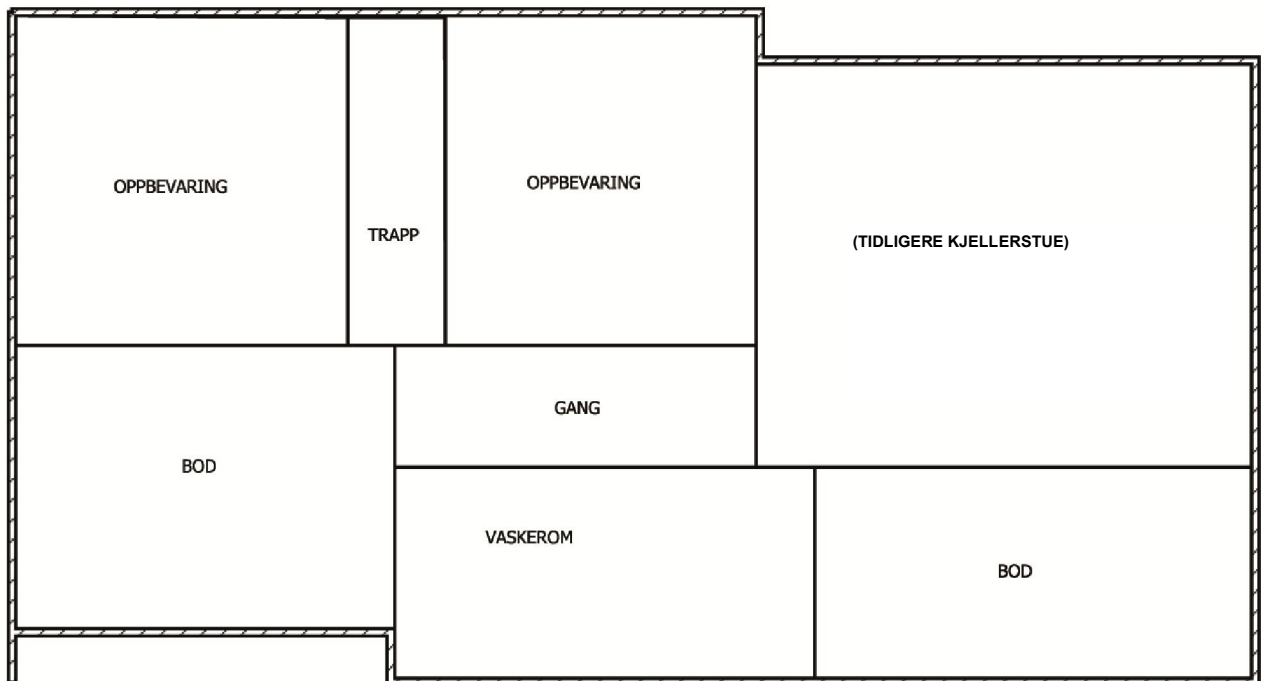 OPPBEVARING
TRAPP
OPPBEVARING
(TIDLIGERE KJELLERSTUE)
GANG
BOD
VASKEROM
BOD